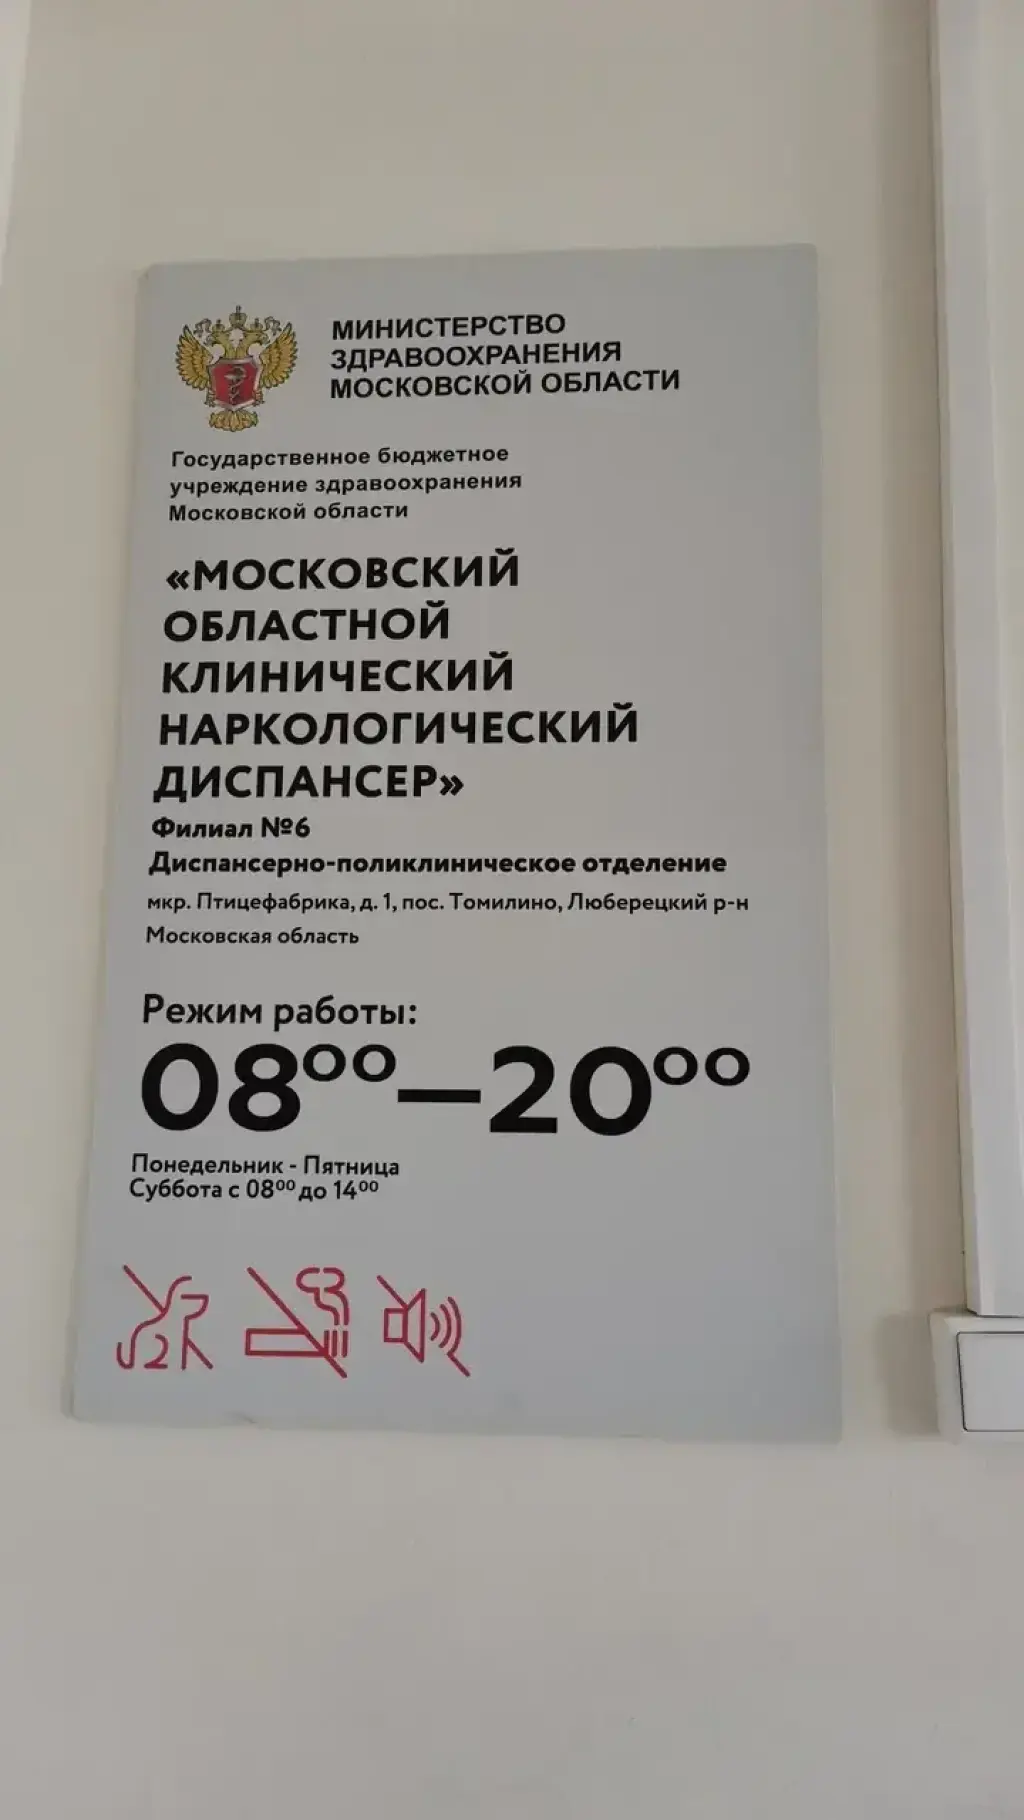 МИНИСТЕРСТВО
ЗДРАВООХРАНЕНИЯ
МОСКОВСКОЙ ОБЛАСТИ
Государственное бюджетное
учреждение здравоохранения
Московской области
«МОСКОВСКИЙ
ОБЛАСТНОЙ
КЛИНИЧЕСКИЙ
НАРКОЛОГИЧЕСКИЙ
ДИСПАНСЕР»
Филиал №6
Диспансерно-поликлиническое отделение
мкр. Птицефабрика, д. 1, пос. Томилино, Люберецкий р-н
Московская область
Режим работы:
08⁰⁰—20⁰⁰
Понедельник - Пятница
Суббота с 08⁰⁰ до 14⁰⁰